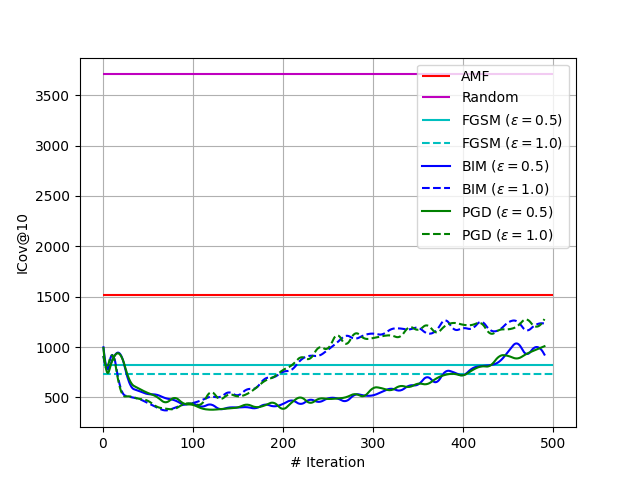 ICov@10
3500
3000
2500
2000
1500
1000
500
0
100
200
300
400
500
# Iteration
AMF
Random
FGSM (ε = 0.5)
FGSM (ε = 1.0)
BIM (ε = 0.5)
BIM (ε = 1.0)
PGD (ε = 0.5)
PGD (ε = 1.0)